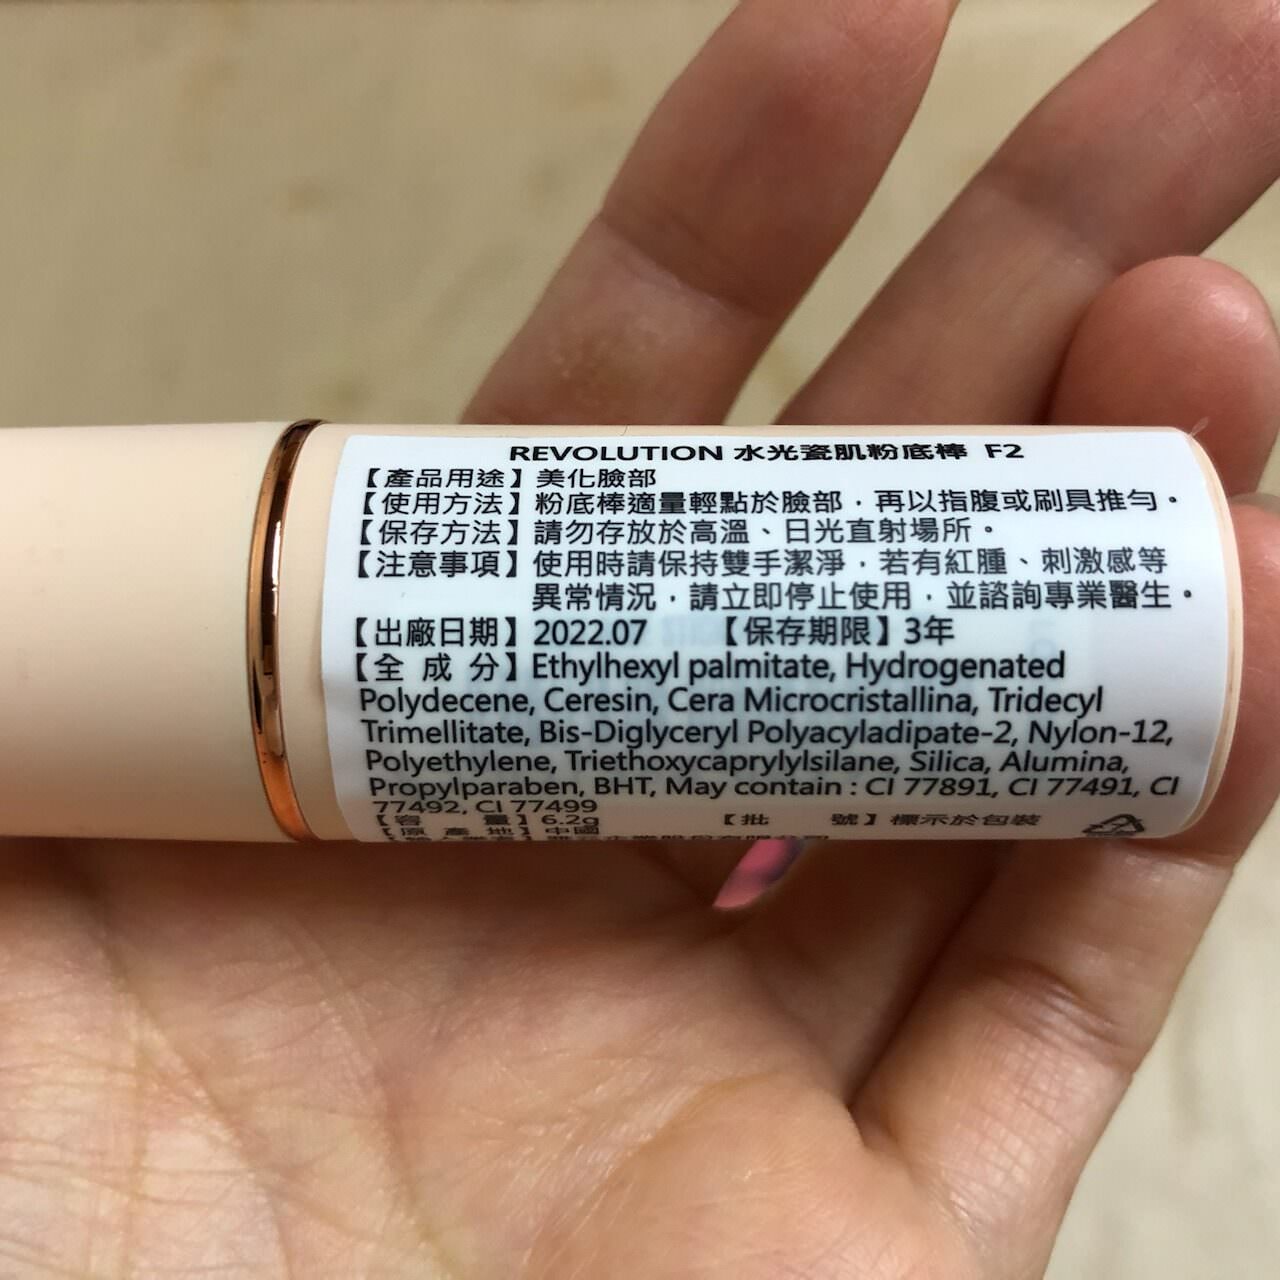 REVOLUTION 水光瓷肌粉底棒 F2
【產品用途】美化臉部
【使用方法】粉底棒適量輕點於臉部，再以指腹或刷具推勻。
【保存方法】請勿存放於高溫、日光直射場所。
【注意事項】使用時請保持雙手潔淨，若有紅腫、刺激感等
異常情況，請立即停止使用，並諮詢專業醫生。
【出廠日期】2022.07 【保存期限】3年
【全 成 分】Ethylhexyl palmitate, Hydrogenated
Polydecene, Ceresin, Cera Microcristallina, Tridecyl
Trimellitate, Bis-Diglyceryl Polyacyladipate-2, Nylon-12,
Polyethylene, Triethoxycaprylylsilane, Silica, Alumina,
Propylparaben, BHT, May contain : CI 77891, CI 77491, CI
77492, CI 77499
【容 量】6.2g 【批 號】標示於包裝
【原 產 地】中國